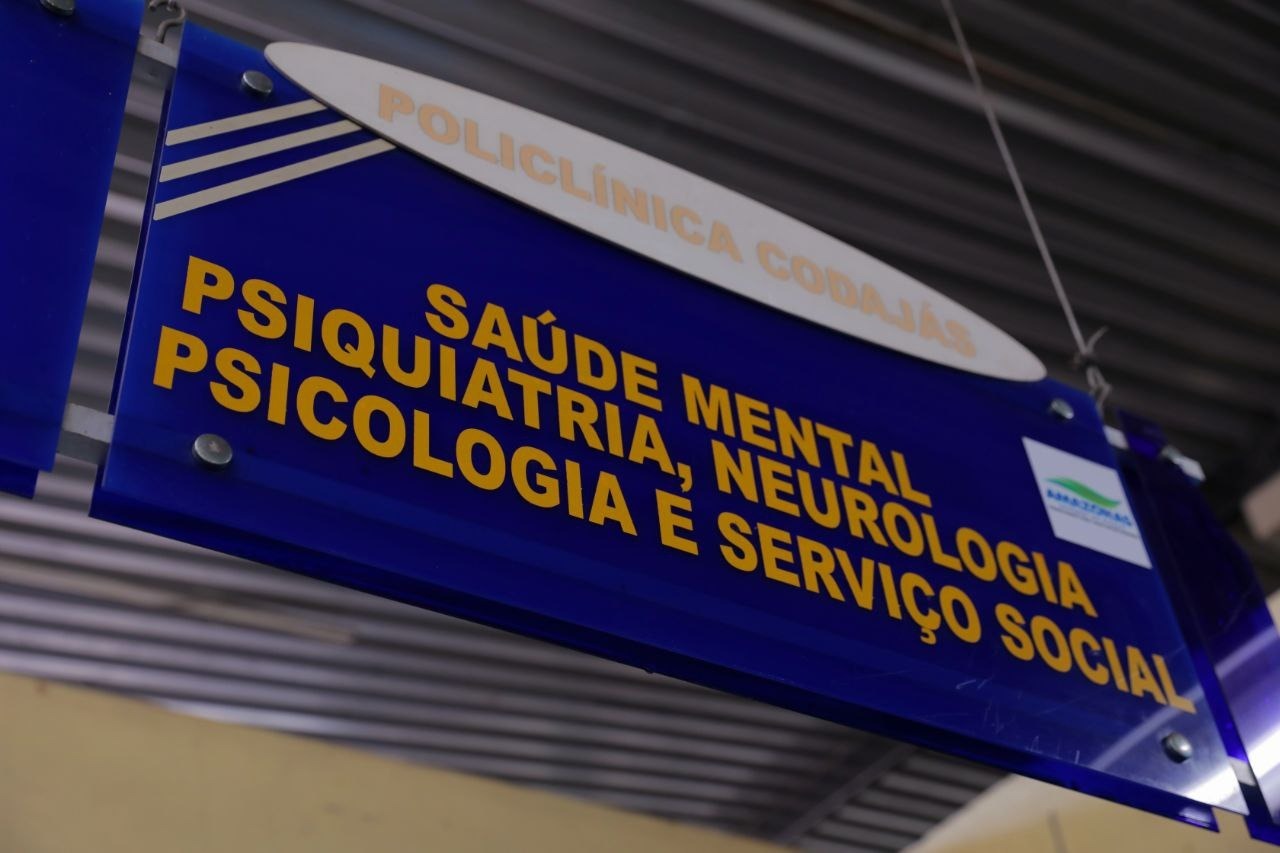 POLICLÍNICA CODAJÁS
SAÚDE MENTAL
PSIQUIATRIA, NEUROLOGIA
PSICOLOGIA E SERVIÇO SOCIAL
AMAZONAS